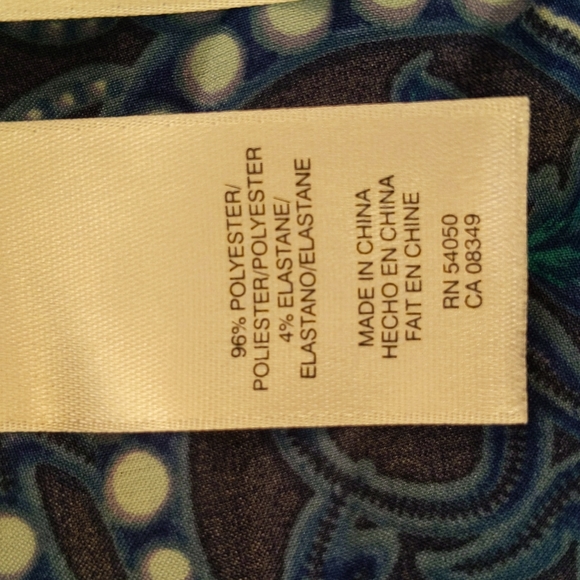 96% POLYESTER/
POLIESTER/POLYESTER
4% ELASTANE/
ELASTANO/ELASTANE
MADE IN CHINA
HECHO EN CHINA
FAIT EN CHINE
RN 54050
CA 08349